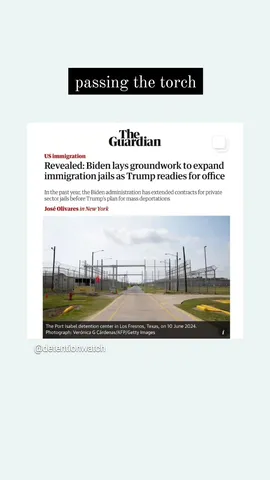 passing the torch
The
Guardian
US immigration
Revealed: Biden lays groundwork to expand
immigration jails as Trump readies for office
In the past year, the Biden administration has extended contracts for private
sector jails before Trump's plan for mass deportations
José Olivares in New York
The Port Isabel detention center in Los Fresnos, Texas, on 10 June 2024.
Photograph: Verónica G Cárdenas/AFP/Getty Images
i
@detentionwatch